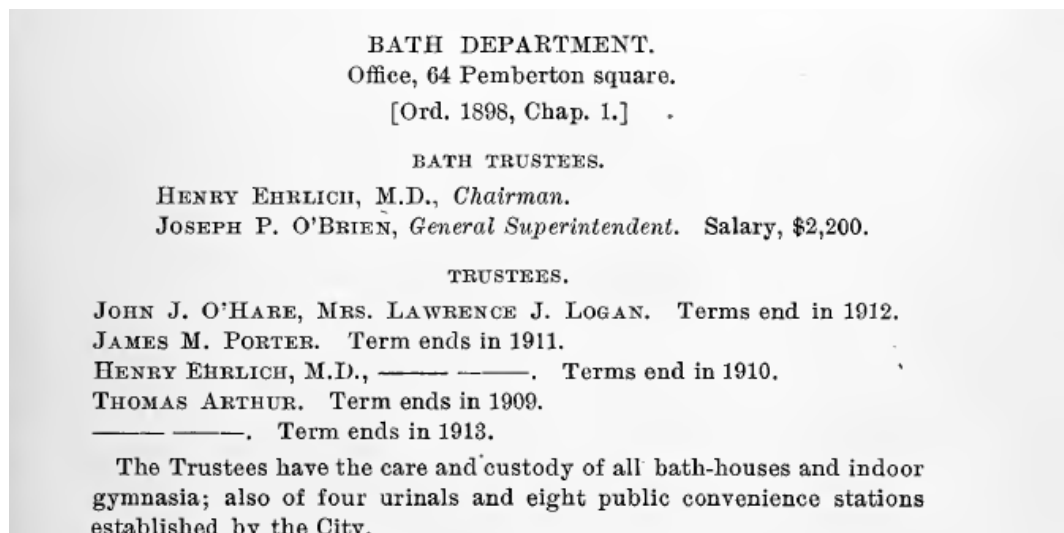 BATH DEPARTMENT.
Office, 64 Pemberton square.
[Ord. 1898, Chap. 1.]
BATH TRUSTEES.
HENRY EHRLICH, M.D., Chairman.
JOSEPH P. O'BRIEN, General Superintendent. Salary, $2,200.
TRUSTEES.
JOHN J. O'HARE, MRS. LAWRENCE J. LOGAN. Terms end in 1912.
JAMES M. PORTER. Term ends in 1911.
HENRY EHRLICH, M.D., —— ——. Terms end in 1910.
THOMAS ARTHUR. Term ends in 1909.
—— ——. Term ends in 1913.
The Trustees have the care and custody of all bath-houses and indoor
gymnasia; also of four urinals and eight public convenience stations
established by the City.